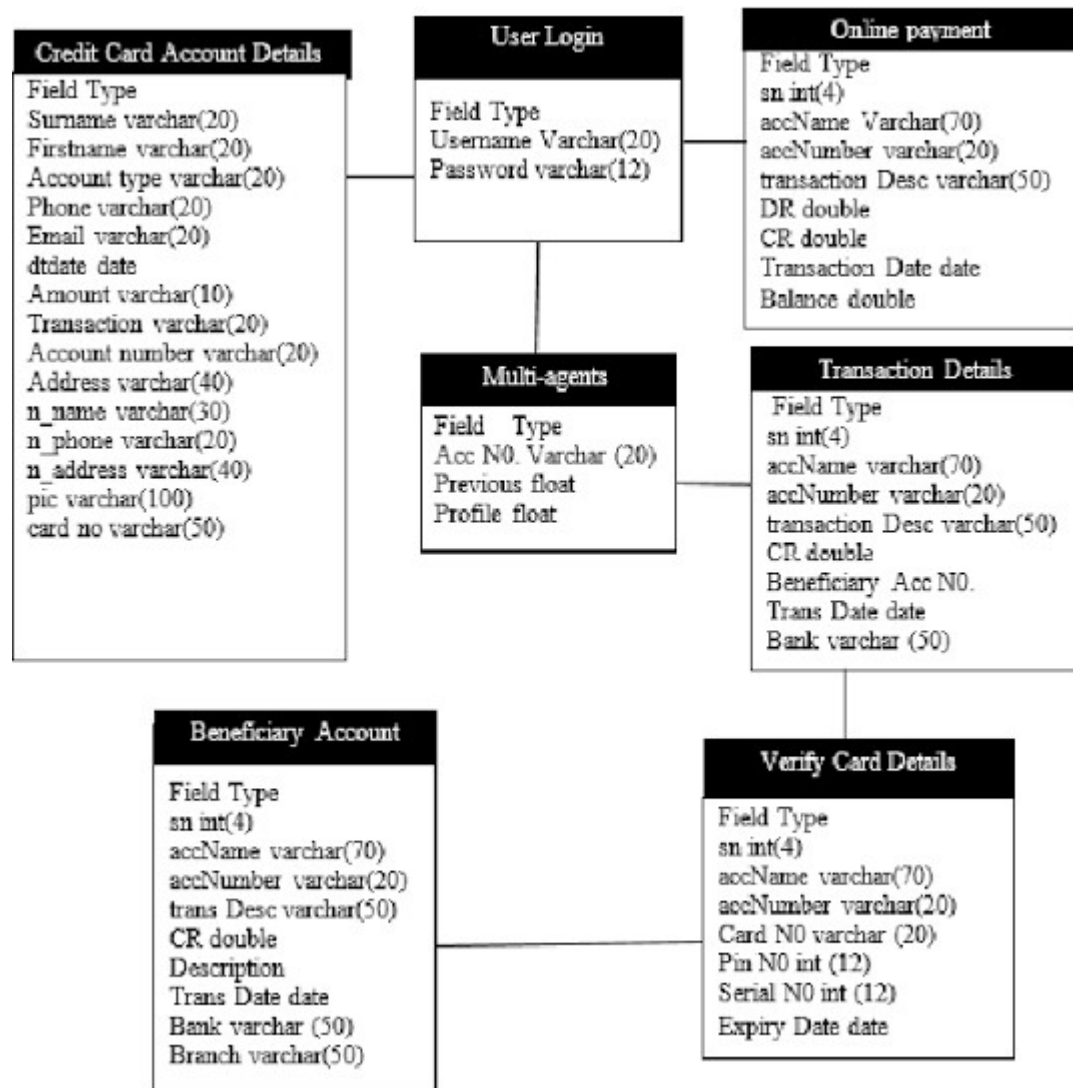 Credit Card Account Details
Field Type
Surname varchar(20)
Firstname varchar(20)
Account type varchar(20)
Phone varchar(20)
Email varchar(20)
dtdate date
Amount varchar(10)
Transaction varchar(20)
Account number varchar(20)
Address varchar(40)
n_name varchar(30)
n_phone varchar(20)
n_address varchar(40)
pic varchar(100)
card no varchar(50)
User Login
Field Type
Username Varchar(20)
Password varchar(12)
Online payment
Field Type
sn int(4)
accName Varchar(70)
accNumber varchar(20)
transaction Desc varchar(50)
DR double
CR double
Transaction Date date
Balance double
Multi-agents
Field Type
Acc N0. Varchar (20)
Previous float
Profile float
Transaction Details
Field Type
sn int(4)
accName varchar(70)
accNumber varchar(20)
transaction Desc varchar(50)
CR double
Beneficiary Acc N0.
Trans Date date
Bank varchar (50)
Beneficiary Account
Field Type
sn int(4)
accName varchar(70)
accNumber varchar(20)
trans Desc varchar(50)
CR double
Description
Trans Date date
Bank varchar (50)
Branch varchar(50)
Verify Card Details
Field Type
sn int(4)
accName varchar(70)
accNumber varchar(20)
Card N0 varchar (20)
Pin N0 int (12)
Serial N0 int (12)
Expiry Date date